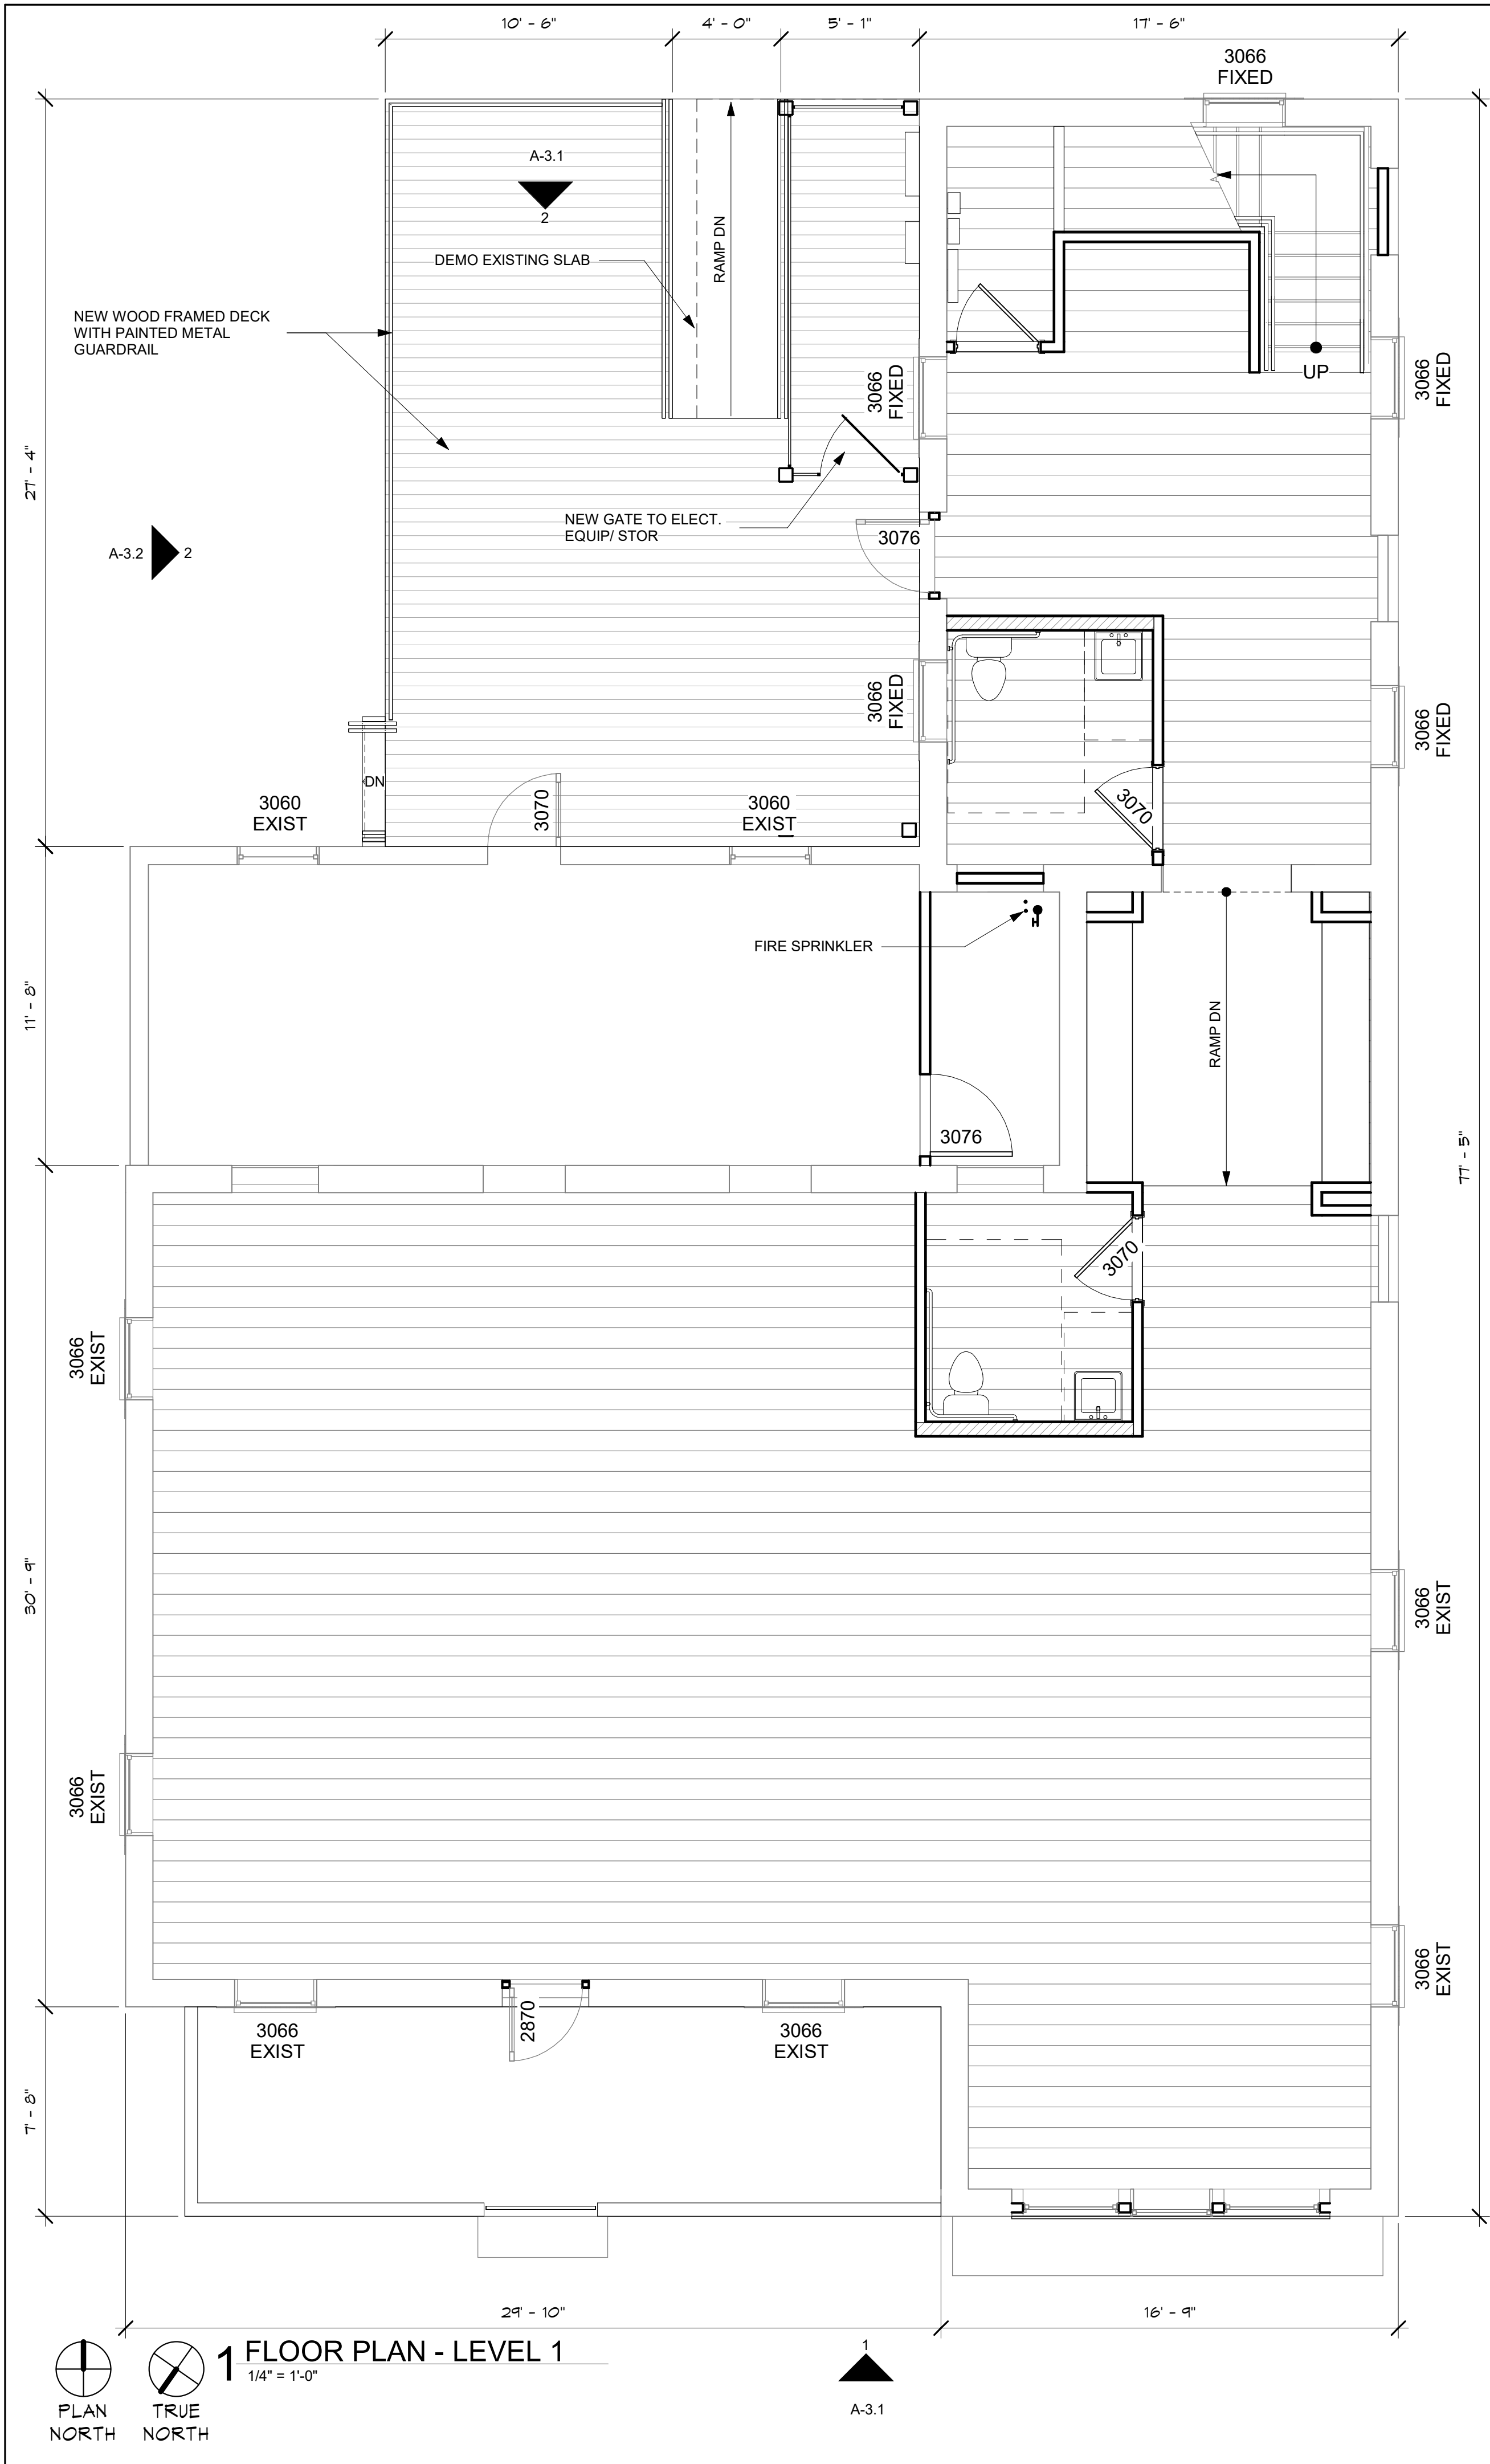 10' - 6"
4' - 0"
5' - 1"
17' - 6"
3066
FIXED
A-3.1
2
DEMO EXISTING SLAB
RAMP DN
NEW WOOD FRAMED DECK
WITH PAINTED METAL
GUARDRAIL
UP
3066
FIXED
3066
FIXED
27' - 4"
NEW GATE TO ELECT.
EQUIP/ STOR
3076
A-3.2
2
3066
FIXED
3066
FIXED
DN
3060
EXIST
3070
3060
EXIST
3070
FIRE SPRINKLER
11' - 8"
RAMP DN
3076
77' - 5"
3070
3066
EXIST
30' - 9"
3066
EXIST
3066
EXIST
3066
EXIST
3066
EXIST
2870
3066
EXIST
7' - 8"
29' - 10"
16' - 9"
1
FLOOR PLAN - LEVEL 1
1/4" = 1'-0"
PLAN
NORTH
TRUE
NORTH
1
A-3.1